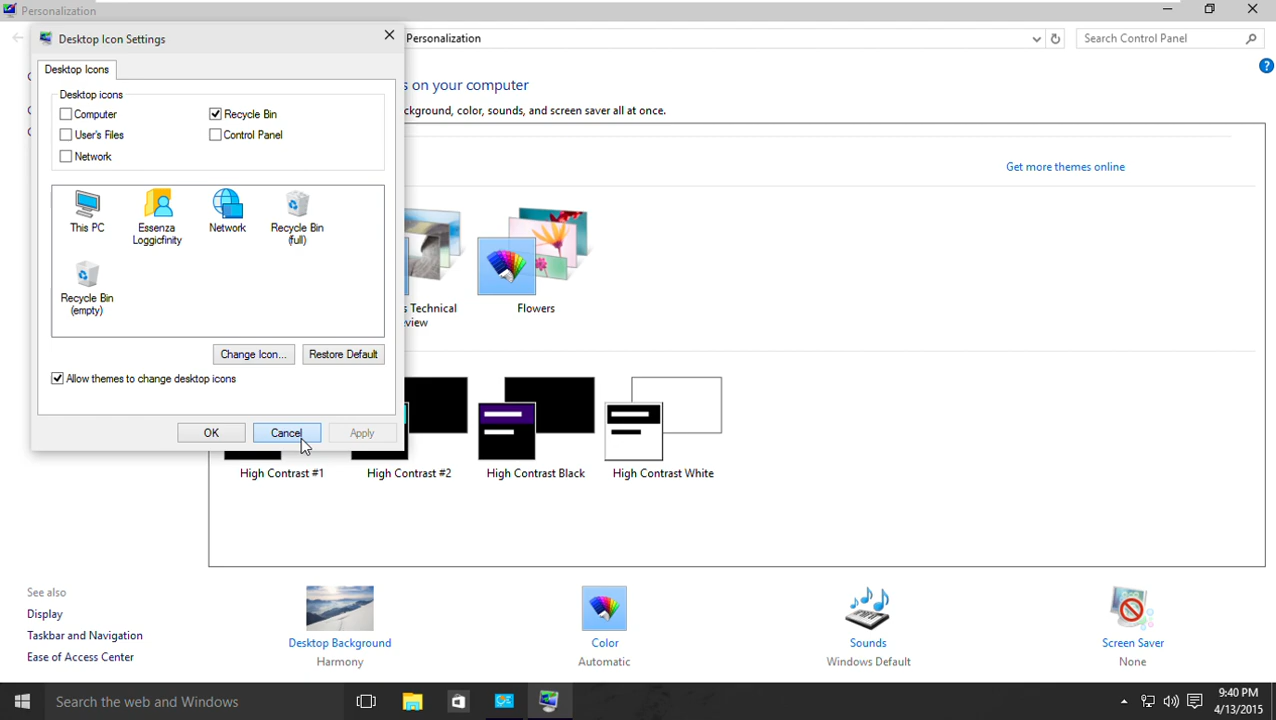 Personalization
Desktop Icon Settings
Personalization
Search Control Panel
Desktop Icons
s on your computer
Desktop icons
ckground, color, sounds, and screen saver all at once.
Computer
Recycle Bin
User's Files
Control Panel
Network
Get more themes online
This PC
Essenza
Loggicfinity
Network
Recycle Bin
(full)
Recycle Bin
(empty)
s Technical
eview
Flowers
Change Icon...
Restore Default
Allow themes to change desktop icons
OK
Cancel
Apply
High Contrast #1
High Contrast #2
High Contrast Black
High Contrast White
See also
Display
Taskbar and Navigation
Ease of Access Center
Desktop Background
Harmony
Color
Automatic
Sounds
Windows Default
Screen Saver
None
Search the web and Windows
9:40 PM
4/13/2015